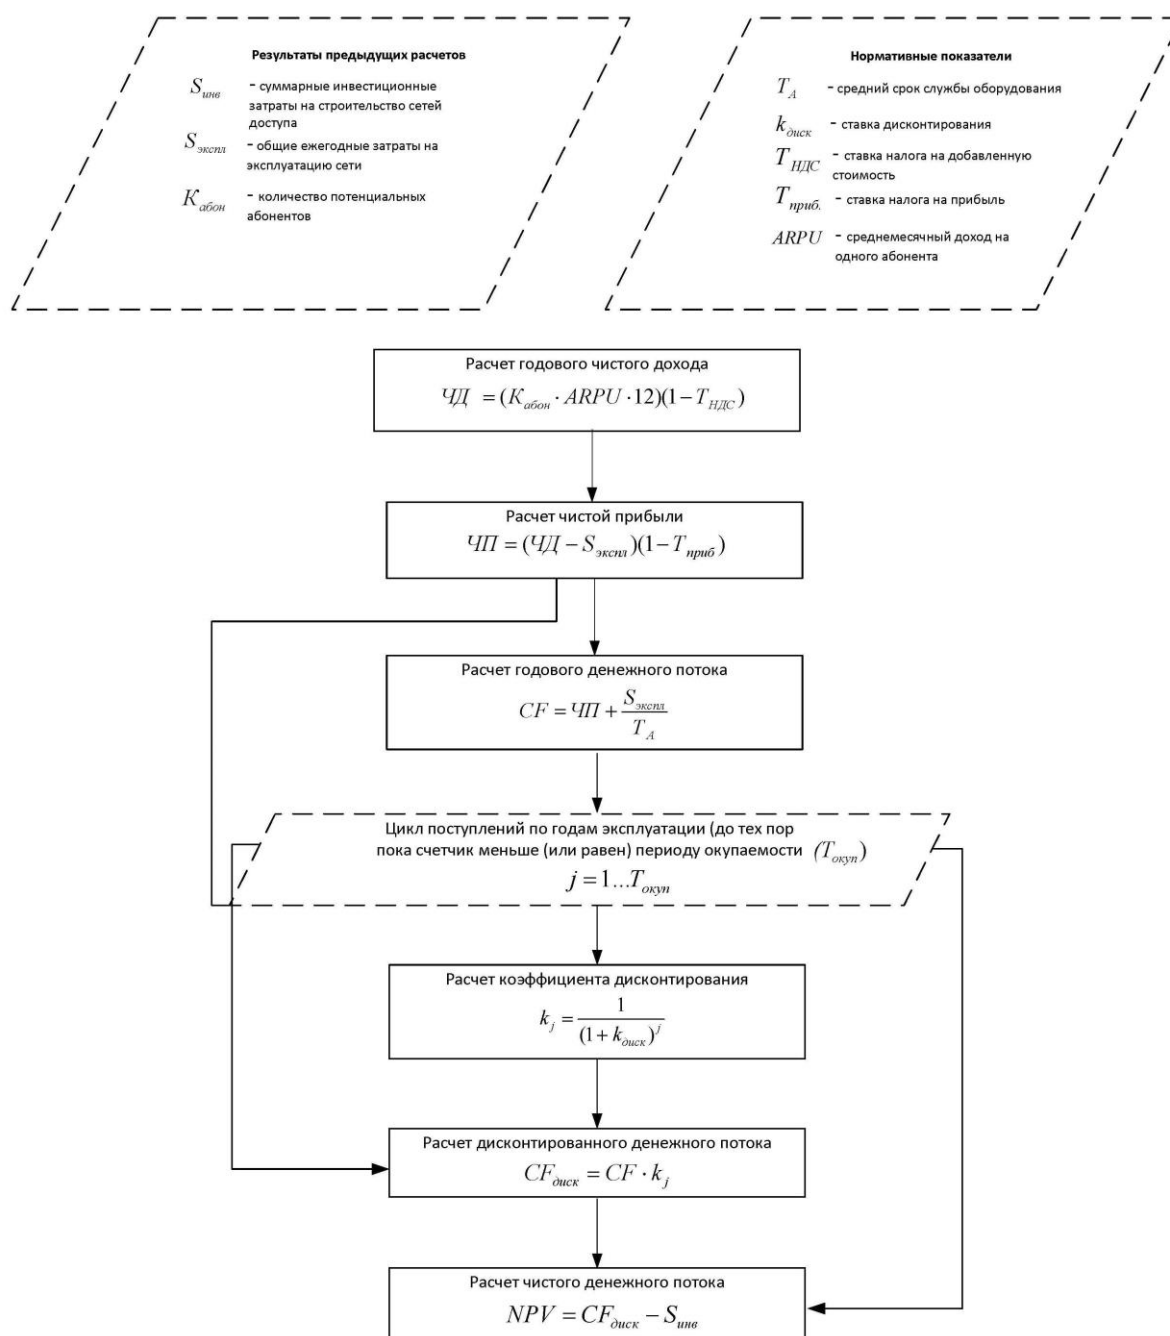 Результаты предыдущих расчетов
S_инв - суммарные инвестиционные
затраты на строительство сетей
доступа
S_экспл - общие ежегодные затраты на
эксплуатацию сети
К_абон - количество потенциальных
абонентов
Нормативные показатели
T_A - средний срок службы оборудования
k_диск - ставка дисконтирования
T_НДС - ставка налога на добавленную
стоимость
T_приб. - ставка налога на прибыль
ARPU - среднемесячный доход на
одного абонента
Расчет годового чистого дохода
ЧД = (К_абон · ARPU · 12)(1 − T_НДС)
Расчет чистой прибыли
ЧП = (ЧД − S_экспл)(1 − T_приб)
Расчет годового денежного потока
CF = ЧП + S_экспл / T_A
Цикл поступлений по годам эксплуатации (до тех пор
пока счетчик меньше (или равен) периоду окупаемости (T_окуп)
j = 1...T_окуп
Расчет коэффициента дисконтирования
k_j = 1 / (1 + k_диск)^j
Расчет дисконтированного денежного потока
CF_диск = CF · k_j
Расчет чистого денежного потока
NPV = CF_диск − S_инв